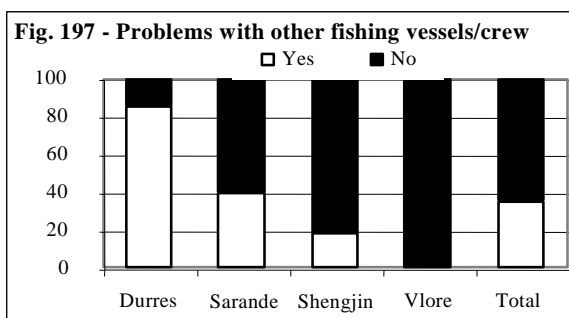 Fig. 197 - Problems with other fishing vessels/crew
Yes No
100
80
60
40
20
0
Durres Sarande Shengjin Vlore Total